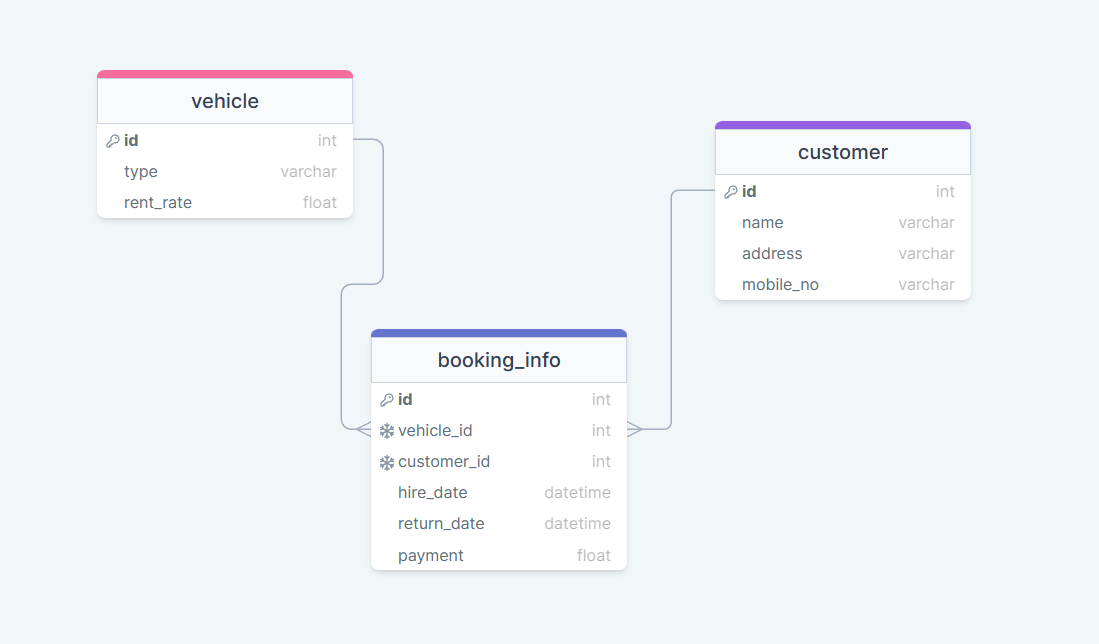 vehicle
id int
type varchar
rent_rate float
customer
id int
name varchar
address varchar
mobile_no varchar
booking_info
id int
vehicle_id int
customer_id int
hire_date datetime
return_date datetime
payment float